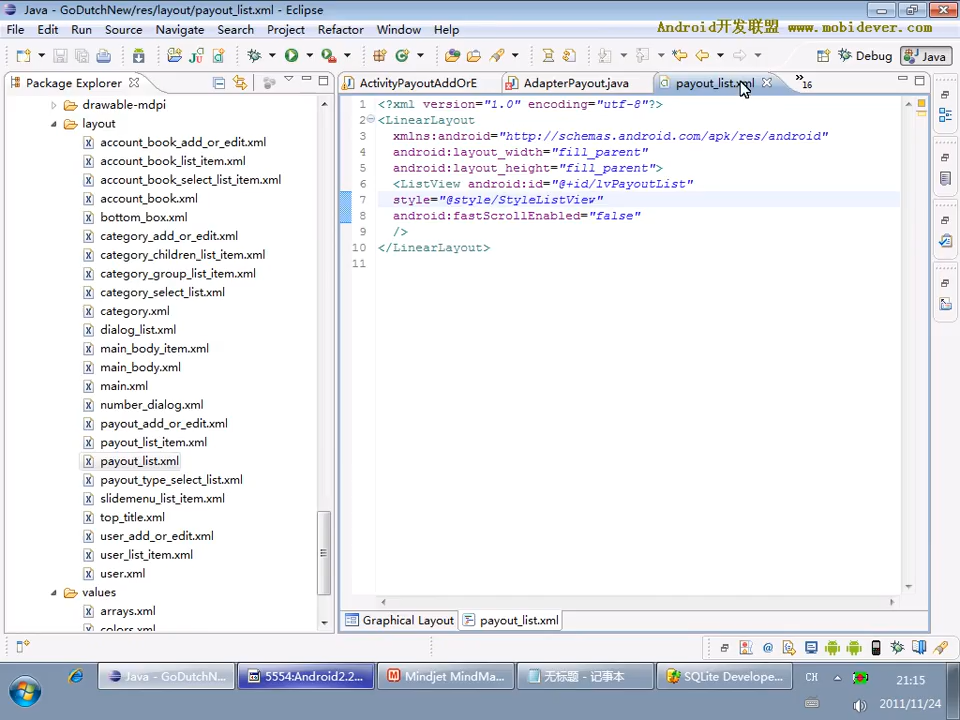 Java - GoDutchNew/res/layout/payout_list.xml - Eclipse
File Edit Run Source Navigate Search Project Refactor Window Help
Android开发联盟 www.mobidever.com
Debug Java
Package Explorer
ActivityPayoutAddOrE
AdapterPayout.java
payout_list.xml
16
drawable-mdpi
layout
account_book_add_or_edit.xml
account_book_list_item.xml
account_book_select_list_item.xml
account_book.xml
bottom_box.xml
category_add_or_edit.xml
category_children_list_item.xml
category_group_list_item.xml
category_select_list.xml
category.xml
dialog_list.xml
main_body_item.xml
main_body.xml
main.xml
number_dialog.xml
payout_add_or_edit.xml
payout_list_item.xml
payout_list.xml
payout_type_select_list.xml
slidemenu_list_item.xml
top_title.xml
user_add_or_edit.xml
user_list_item.xml
user.xml
values
arrays.xml
colors.xml
1 <?xml version="1.0" encoding="utf-8"?>
2 <LinearLayout
3 xmlns:android="http://schemas.android.com/apk/res/android"
4 android:layout_width="fill_parent"
5 android:layout_height="fill_parent">
6 <ListView android:id="@+id/lvPayoutList"
7 style="@style/StyleListView"
8 android:fastScrollEnabled="false"
9 />
10 </LinearLayout>
11
Graphical Layout payout_list.xml
Java - GoDutchN...
5554:Android2.2...
Mindjet MindMa...
无标题 - 记事本
SQLite Develope...
CH
21:15
2011/11/24